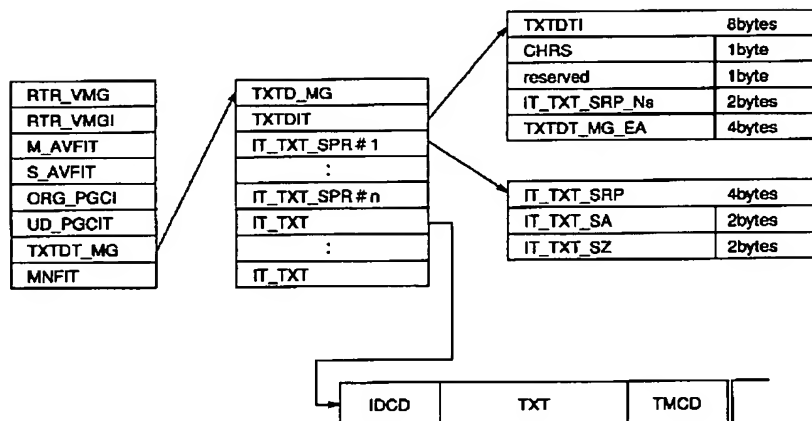 RTR_VMG
RTR_VMGI
M_AVFIT
S_AVFIT
ORG_PGCI
UD_PGCIT
TXTDT_MG
MNFIT
TXTD_MG
TXTDIT
IT_TXT_SPR # 1
:
IT_TXT_SPR # n
IT_TXT
:
IT_TXT
TXTDTI 8bytes
CHRS 1byte
reserved 1byte
IT_TXT_SRP_Ns 2bytes
TXTDT_MG_EA 4bytes
IT_TXT_SRP 4bytes
IT_TXT_SA 2bytes
IT_TXT_SZ 2bytes
IDCD TXT TMCD